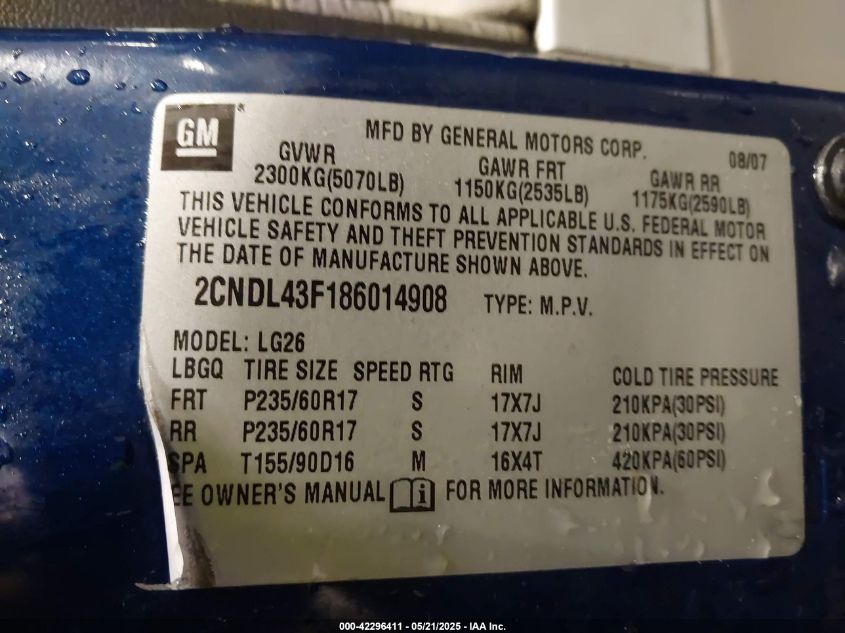 GM ® MFD BY GENERAL MOTORS CORP. 08/07
GVWR GAWR FRT GAWR RR
2300KG(5070LB) 1150KG(2535LB) 1175KG(2590LB)
THIS VEHICLE CONFORMS TO ALL APPLICABLE U.S. FEDERAL MOTOR
VEHICLE SAFETY AND THEFT PREVENTION STANDARDS IN EFFECT ON
THE DATE OF MANUFACTURE SHOWN ABOVE.
2CNDL43F186014908 TYPE: M.P.V.
MODEL: LG26
LBGQ TIRE SIZE SPEED RTG RIM COLD TIRE PRESSURE
FRT P235/60R17 S 17X7J 210KPA(30PSI)
RR P235/60R17 S 17X7J 210KPA(30PSI)
SPA T155/90D16 M 16X4T 420KPA(60PSI)
EE OWNER'S MANUAL i FOR MORE INFORMATION.
000-42296411 - 05/21/2025 - IAA Inc.